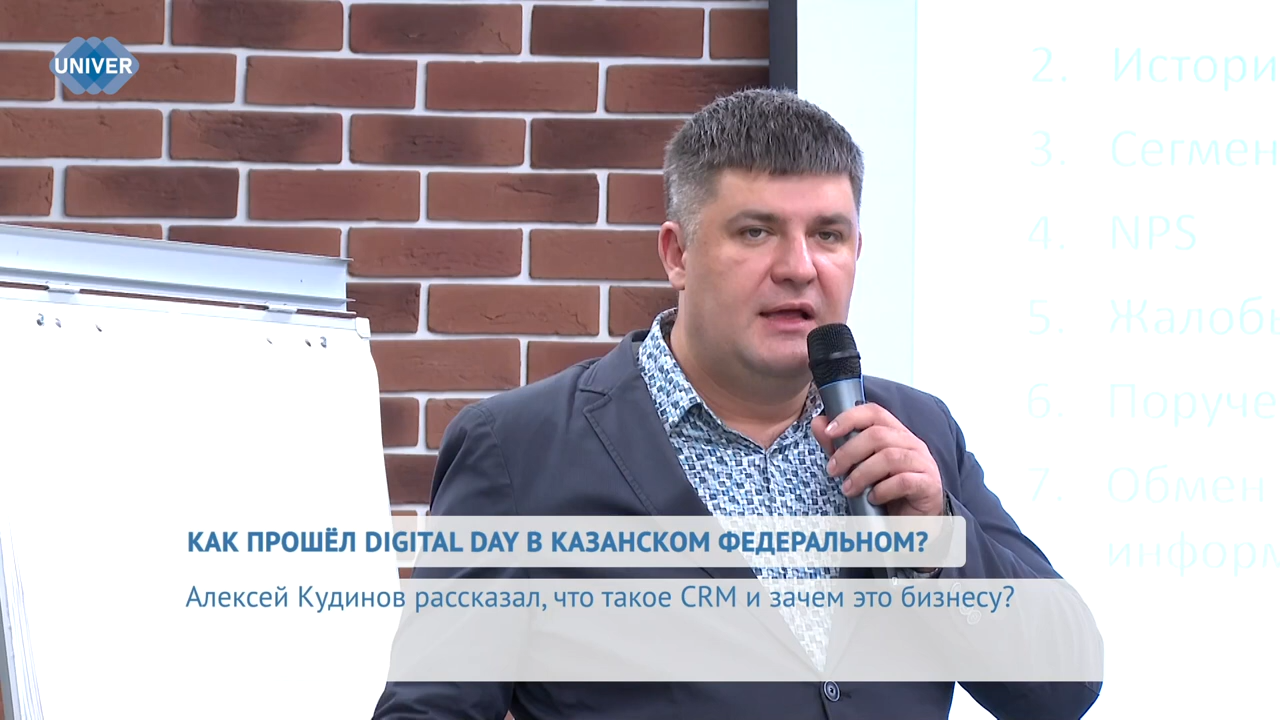 UNIVER
2. Истори
3. Сегмен
4. NPS
5. Жалобы
6. Поруче
7. Обмен
информ
КАК ПРОШЁЛ DIGITAL DAY В КАЗАНСКОМ ФЕДЕРАЛЬНОМ?
Алексей Кудинов рассказал, что такое CRM и зачем это бизнесу?